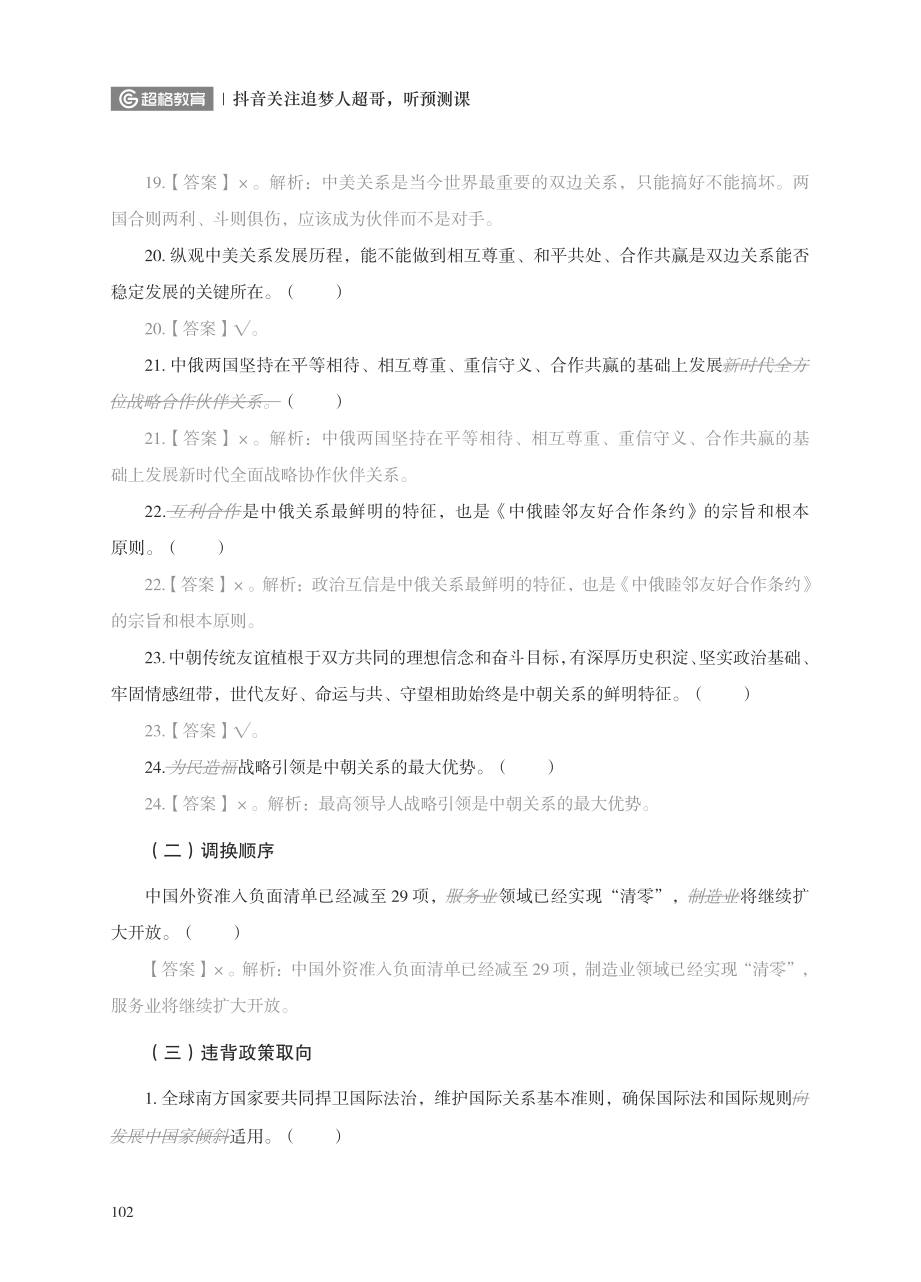 超格教育 | 抖音关注追梦人超哥，听预测课
19.【答案】×。解析：中美关系是当今世界最重要的双边关系，只能搞好不能搞坏。两
国合则两利、斗则俱伤，应该成为伙伴而不是对手。
20. 纵观中美关系发展历程，能不能做到相互尊重、和平共处、合作共赢是双边关系能否
稳定发展的关键所在。（　　）
20.【答案】√。
21. 中俄两国坚持在平等相待、相互尊重、重信守义、合作共赢的基础上发展新时代全方
位战略合作伙伴关系。（　　）
21.【答案】×。解析：中俄两国坚持在平等相待、相互尊重、重信守义、合作共赢的基
础上发展新时代全面战略协作伙伴关系。
22.互利合作是中俄关系最鲜明的特征，也是《中俄睦邻友好合作条约》的宗旨和根本
原则。（　　）
22.【答案】×。解析：政治互信是中俄关系最鲜明的特征，也是《中俄睦邻友好合作条约》
的宗旨和根本原则。
23.中朝传统友谊植根于双方共同的理想信念和奋斗目标，有深厚历史积淀、坚实政治基础、
牢固情感纽带，世代友好、命运与共、守望相助始终是中朝关系的鲜明特征。（　　）
23.【答案】√。
24.为民造福战略引领是中朝关系的最大优势。（　　）
24.【答案】×。解析：最高领导人战略引领是中朝关系的最大优势。
（二）调换顺序
中国外资准入负面清单已经减至 29 项，服务业领域已经实现“清零”，制造业将继续扩
大开放。（　　）
【答案】×。解析：中国外资准入负面清单已经减至 29 项，制造业领域已经实现“清零”，
服务业将继续扩大开放。
（三）违背政策取向
1. 全球南方国家要共同捍卫国际法治，维护国际关系基本准则，确保国际法和国际规则向
发展中国家倾斜适用。（　　）
102